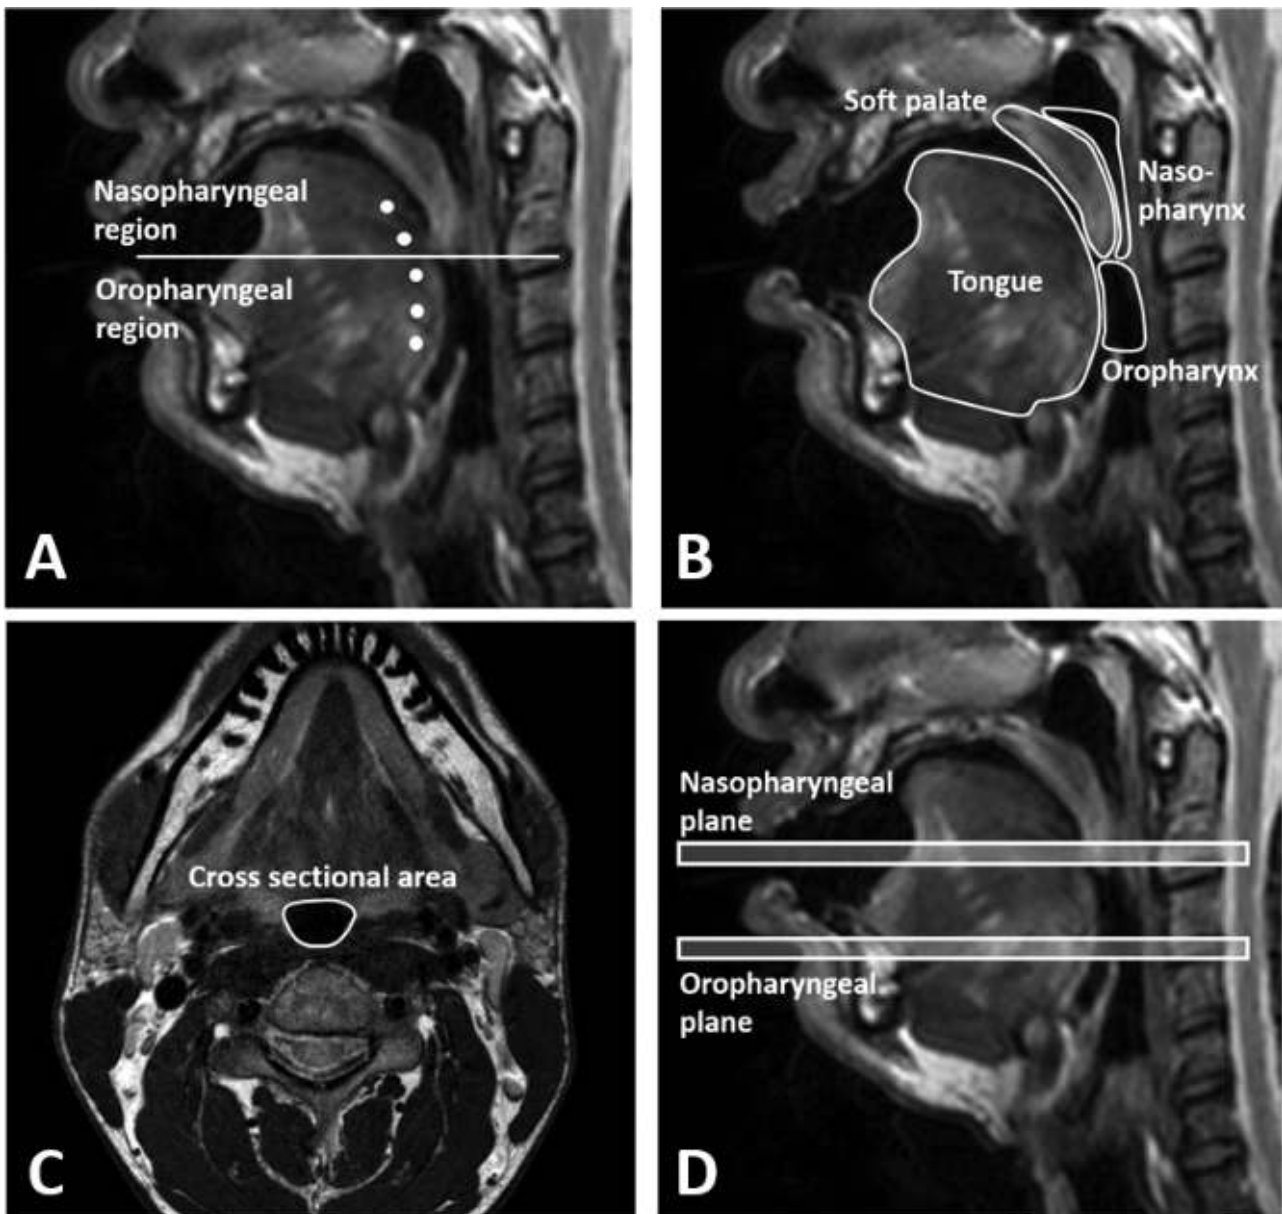 Nasopharyngeal
region
Oropharyngeal
region
A
Soft palate
Naso-
pharynx
Tongue
Oropharynx
B
Cross sectional area
C
Nasopharyngeal
plane
Oropharyngeal
plane
D